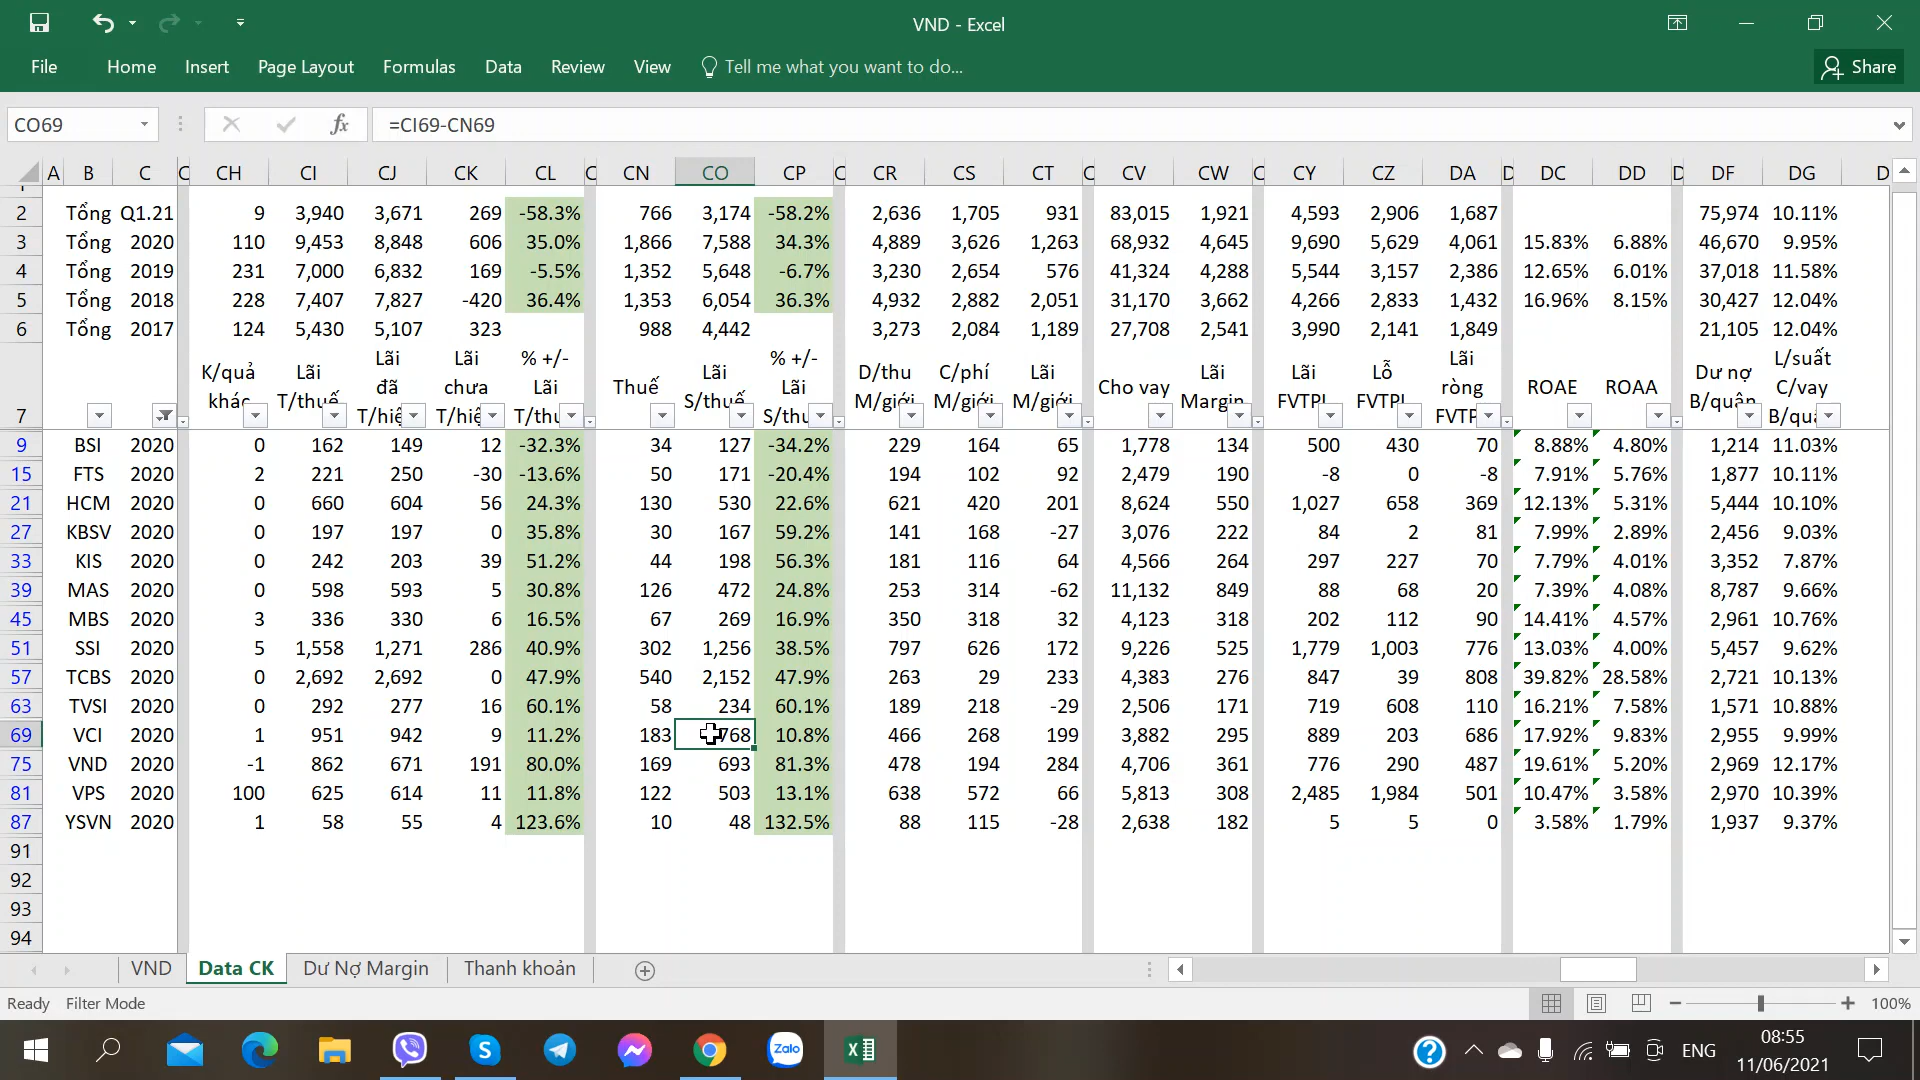 VND - Excel
File Home Insert Page Layout Formulas Data Review View Tell me what you want to do... Share
CO69 fx =CI69-CN69
A B C C CH CI CJ CK CL C CN CO CP C CR CS CT C CV CW C CY CZ DA D DC DD D DF DG D
2 Tổng Q1.21 9 3,940 3,671 269 -58.3% 766 3,174 -58.2% 2,636 1,705 931 83,015 1,921 4,593 2,906 1,687 75,974 10.11%
3 Tổng 2020 110 9,453 8,848 606 35.0% 1,866 7,588 34.3% 4,889 3,626 1,263 68,932 4,645 9,690 5,629 4,061 15.83% 6.88% 46,670 9.95%
4 Tổng 2019 231 7,000 6,832 169 -5.5% 1,352 5,648 -6.7% 3,230 2,654 576 41,324 4,288 5,544 3,157 2,386 12.65% 6.01% 37,018 11.58%
5 Tổng 2018 228 7,407 7,827 -420 36.4% 1,353 6,054 36.3% 4,932 2,882 2,051 31,170 3,662 4,266 2,833 1,432 16.96% 8.15% 30,427 12.04%
6 Tổng 2017 124 5,430 5,107 323 988 4,442 3,273 2,084 1,189 27,708 2,541 3,990 2,141 1,849 21,105 12.04%
Lãi Lãi % +/- % +/- Lãi L/suất
K/quả Lãi đã chưa Lãi Thuế Lãi Lãi D/thu C/phí Lãi Cho vay Lãi Lãi Lỗ ròng ROAE ROAA Dư nợ C/vay
khác T/thuế T/hiệ T/hiệ T/thu S/thuế S/thu M/giới M/giới M/giới Margin FVTPL FVTPL FVTP B/quân B/quâ
7
9 BSI 2020 0 162 149 12 -32.3% 34 127 -34.2% 229 164 65 1,778 134 500 430 70 8.88% 4.80% 1,214 11.03%
15 FTS 2020 2 221 250 -30 -13.6% 50 171 -20.4% 194 102 92 2,479 190 -8 0 -8 7.91% 5.76% 1,877 10.11%
21 HCM 2020 0 660 604 56 24.3% 130 530 22.6% 621 420 201 8,624 550 1,027 658 369 12.13% 5.31% 5,444 10.10%
27 KBSV 2020 0 197 197 0 35.8% 30 167 59.2% 141 168 -27 3,076 222 84 2 81 7.99% 2.89% 2,456 9.03%
33 KIS 2020 0 242 203 39 51.2% 44 198 56.3% 181 116 64 4,566 264 297 227 70 7.79% 4.01% 3,352 7.87%
39 MAS 2020 0 598 593 5 30.8% 126 472 24.8% 253 314 -62 11,132 849 88 68 20 7.39% 4.08% 8,787 9.66%
45 MBS 2020 3 336 330 6 16.5% 67 269 16.9% 350 318 32 4,123 318 202 112 90 14.41% 4.57% 2,961 10.76%
51 SSI 2020 5 1,558 1,271 286 40.9% 302 1,256 38.5% 797 626 172 9,226 525 1,779 1,003 776 13.03% 4.00% 5,457 9.62%
57 TCBS 2020 0 2,692 2,692 0 47.9% 540 2,152 47.9% 263 29 233 4,383 276 847 39 808 39.82% 28.58% 2,721 10.13%
63 TVSI 2020 0 292 277 16 60.1% 58 234 60.1% 189 218 -29 2,506 171 719 608 110 16.21% 7.58% 1,571 10.88%
69 VCI 2020 1 951 942 9 11.2% 183 768 10.8% 466 268 199 3,882 295 889 203 686 17.92% 9.83% 2,955 9.99%
75 VND 2020 -1 862 671 191 80.0% 169 693 81.3% 478 194 284 4,706 361 776 290 487 19.61% 5.20% 2,969 12.17%
81 VPS 2020 100 625 614 11 11.8% 122 503 13.1% 638 572 66 5,813 308 2,485 1,984 501 10.47% 3.58% 2,970 10.39%
87 YSVN 2020 1 58 55 4 123.6% 10 48 132.5% 88 115 -28 2,638 182 5 5 0 3.58% 1.79% 1,937 9.37%
91
92
93
94
VND Data CK Dư Nợ Margin Thanh khoản
Ready Filter Mode 100%
Zalo ENG 08:55
11/06/2021